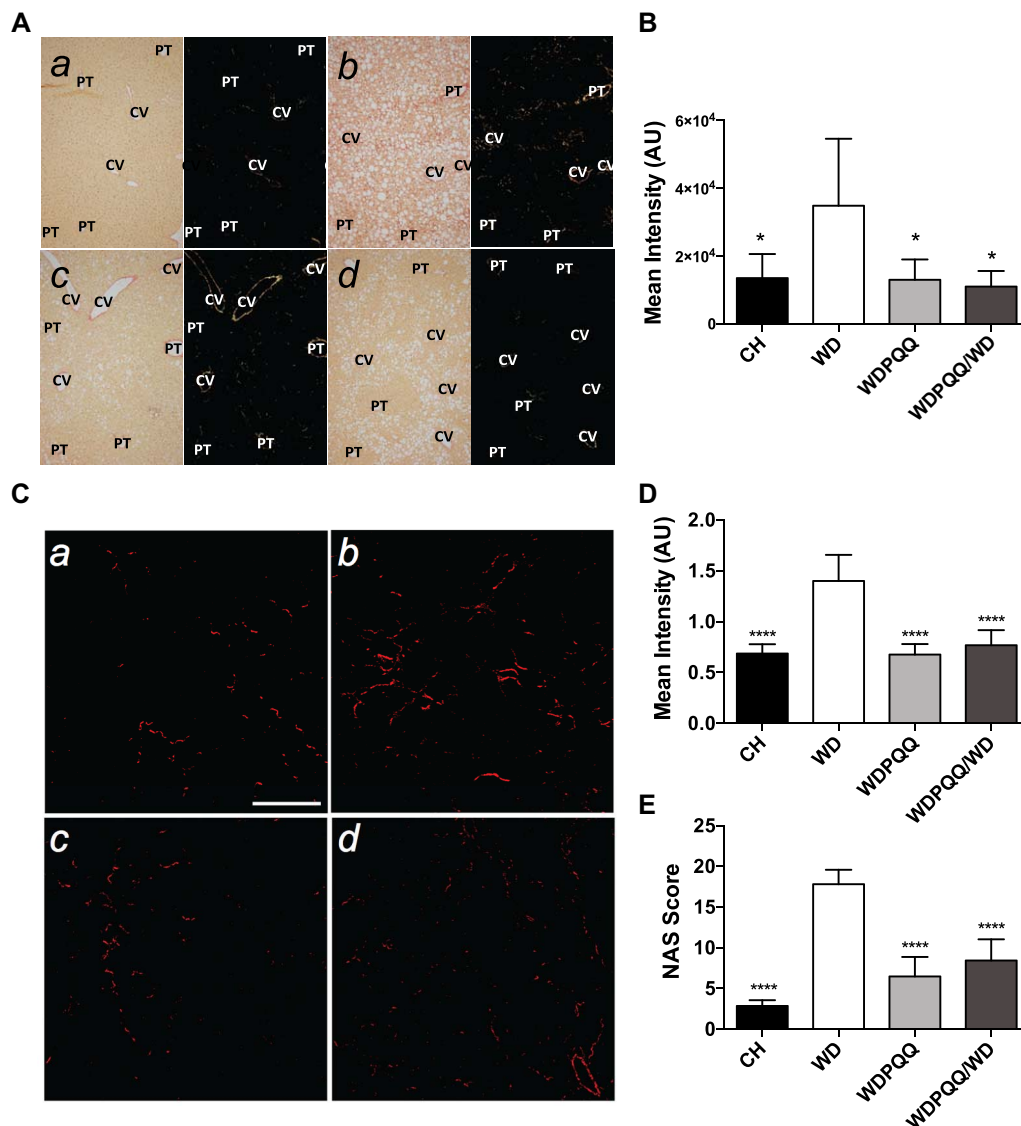 A
a
PT
PT
CV
CV
PT
PT
PT
PT
CV
CV
PT
PT
b
PT
CV
CV
CV
PT
PT
PT
CV
CV
CV
PT
PT
c
CV
CV
CV
PT
PT
CV
PT
PT
CV
CV
CV
PT
PT
CV
PT
PT
d
PT
CV
CV
CV
PT
CV
PT
PT
PT
CV
CV
CV
PT
CV
PT
B
Mean Intensity (AU)
6×10⁴
4×10⁴
2×10⁴
0
* * *
CH WD WDPQQ WDPQQ/WD
C
a
b
c
d
D
Mean Intensity (AU)
2.0
1.5
1.0
0.5
0.0
**** **** ****
CH WD WDPQQ WDPQQ/WD
E
NAS Score
25
20
15
10
5
0
**** **** ****
CH WD WDPQQ WDPQQ/WD